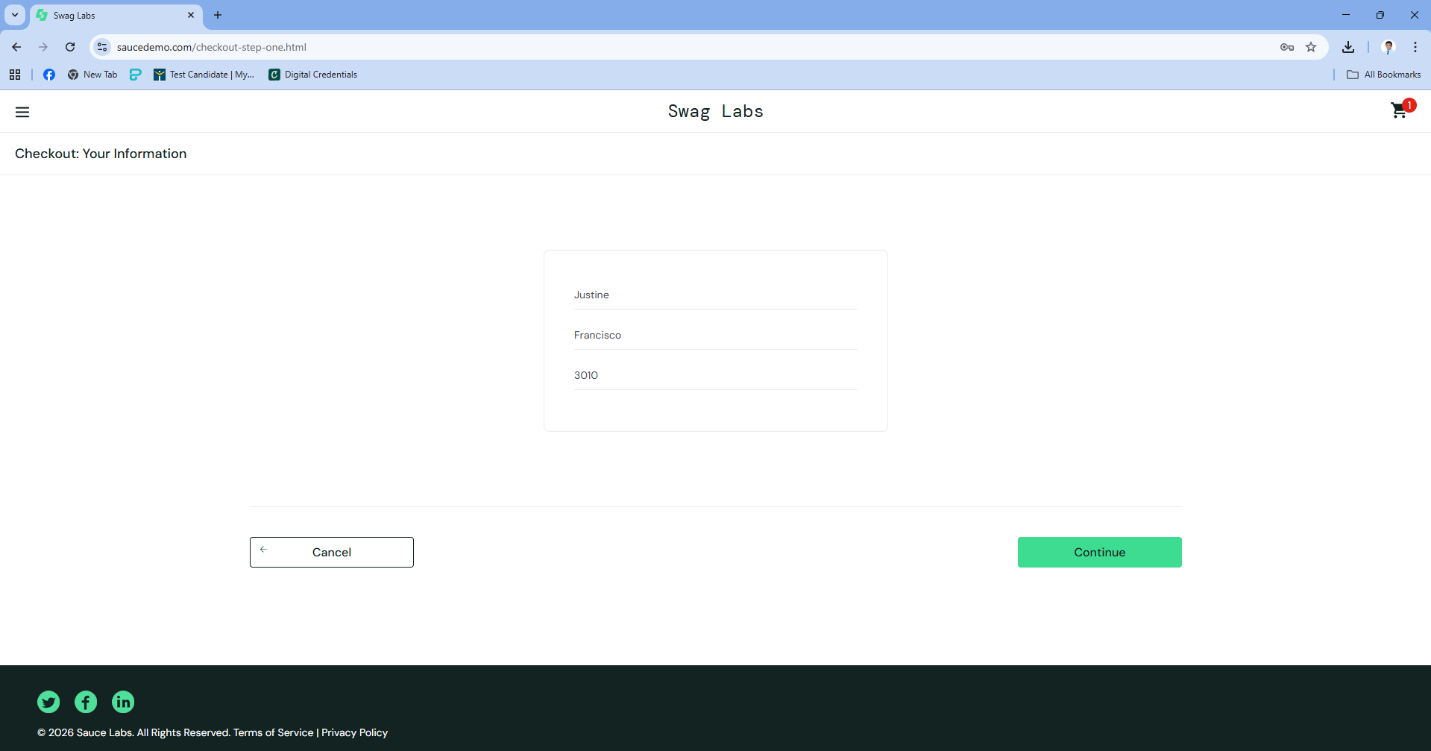 Swag Labs
saucedemo.com/checkout-step-one.html
New Tab
Test Candidate | My...
Digital Credentials
All Bookmarks
Swag Labs
1
Checkout: Your Information
Justine
Francisco
3010
Cancel
Continue
© 2026 Sauce Labs. All Rights Reserved. Terms of Service | Privacy Policy